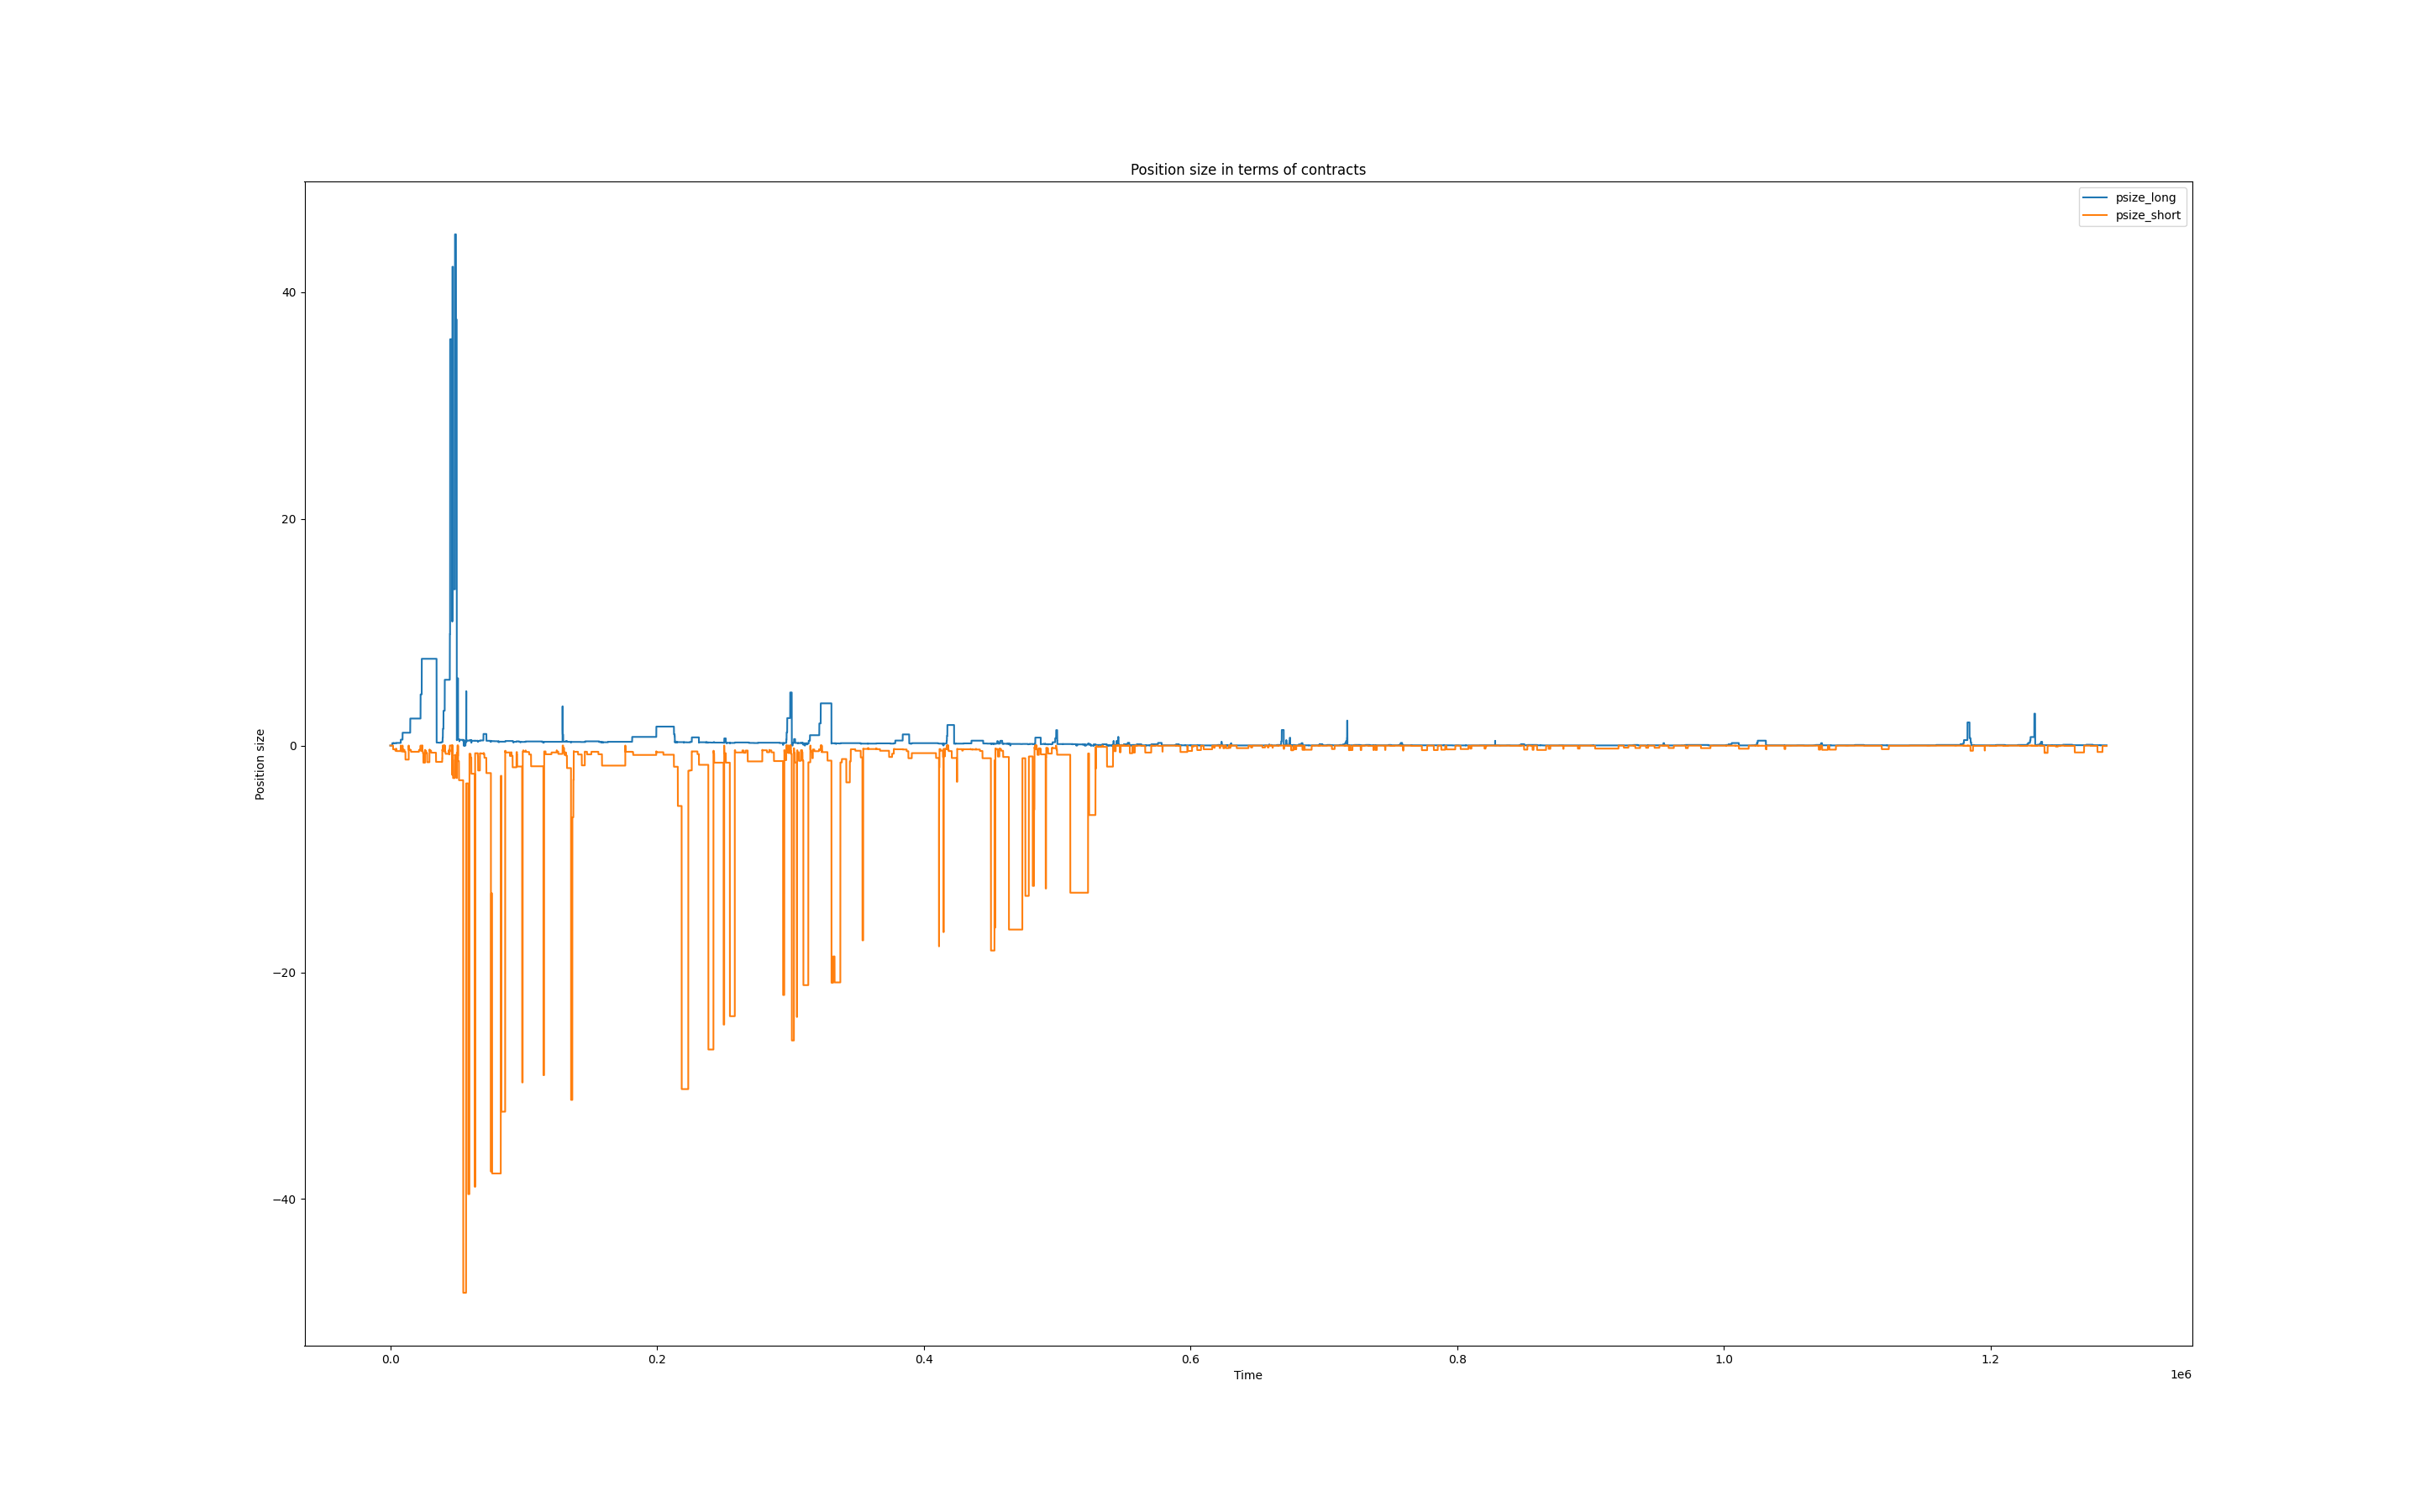 Position size in terms of contracts
psize_long
psize_short
Position size
40
20
0
−20
−40
0.0
0.2
0.4
0.6
0.8
1.0
1.2
1e6
Time